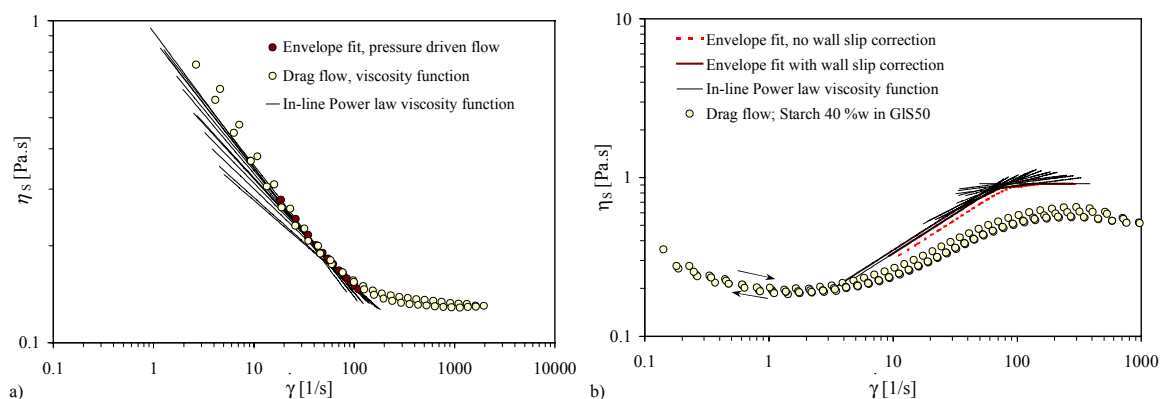 1
Envelope fit, pressure driven flow
Drag flow, viscosity function
In-line Power law viscosity function
ηS [Pa.s]
0.1
0.1 1 10 100 1000 10000
γ̇ [1/s]
a)
10
Envelope fit, no wall slip correction
Envelope fit with wall slip correction
In-line Power law viscosity function
Drag flow; Starch 40 %w in GlS50
ηS [Pa.s]
1
0.1
0.1 1 10 100 1000
γ̇ [1/s]
b)